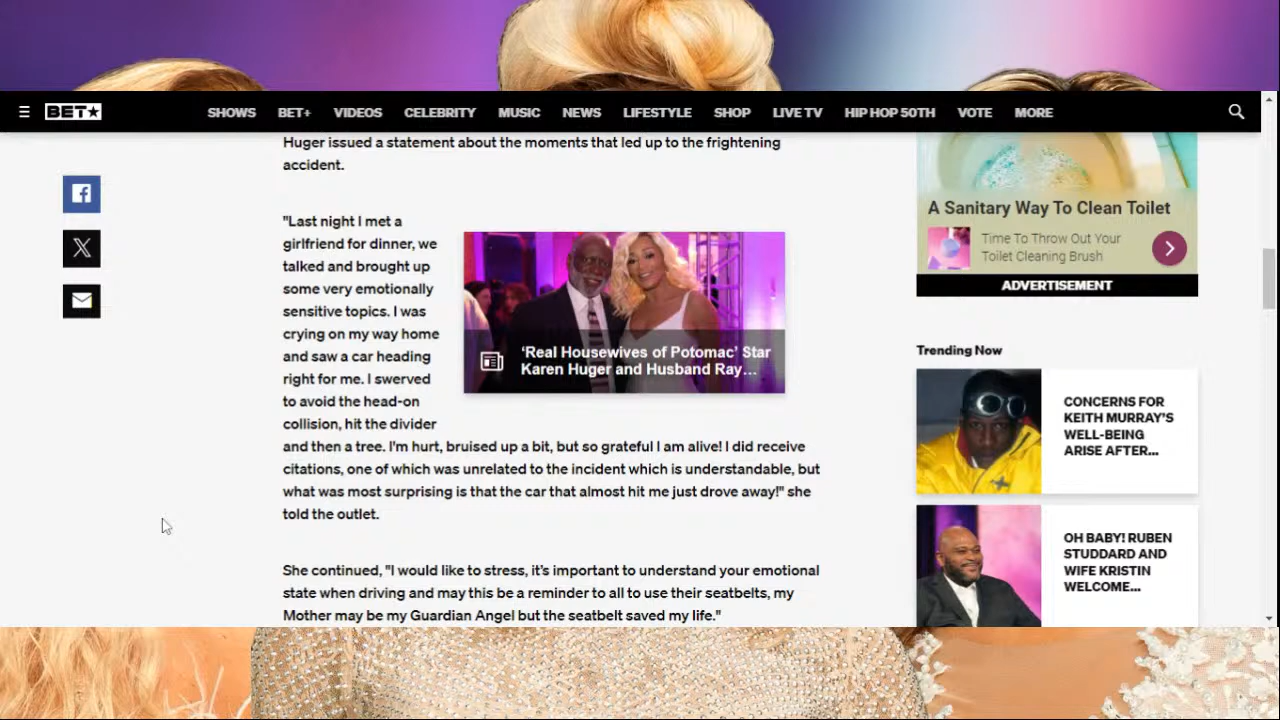 BET★ SHOWS BET+ VIDEOS CELEBRITY MUSIC NEWS LIFESTYLE SHOP LIVE TV HIP HOP 50TH VOTE MORE
Huger issued a statement about the moments that led up to the frightening
accident.
"Last night I met a
girlfriend for dinner, we
talked and brought up
some very emotionally
sensitive topics. I was
crying on my way home
and saw a car heading
right for me. I swerved
to avoid the head-on
collision, hit the divider
and then a tree. I'm hurt, bruised up a bit, but so grateful I am alive! I did receive
citations, one of which was unrelated to the incident which is understandable, but
what was most surprising is that the car that almost hit me just drove away!" she
told the outlet.
She continued, "I would like to stress, it's important to understand your emotional
state when driving and may this be a reminder to all to use their seatbelts, my
Mother may be my Guardian Angel but the seatbelt saved my life."
‘Real Housewives of Potomac’ Star
Karen Huger and Husband Ray...
A Sanitary Way To Clean Toilet
Time To Throw Out Your
Toilet Cleaning Brush
ADVERTISEMENT
Trending Now
CONCERNS FOR
KEITH MURRAY'S
WELL-BEING
ARISE AFTER...
OH BABY! RUBEN
STUDDARD AND
WIFE KRISTIN
WELCOME...